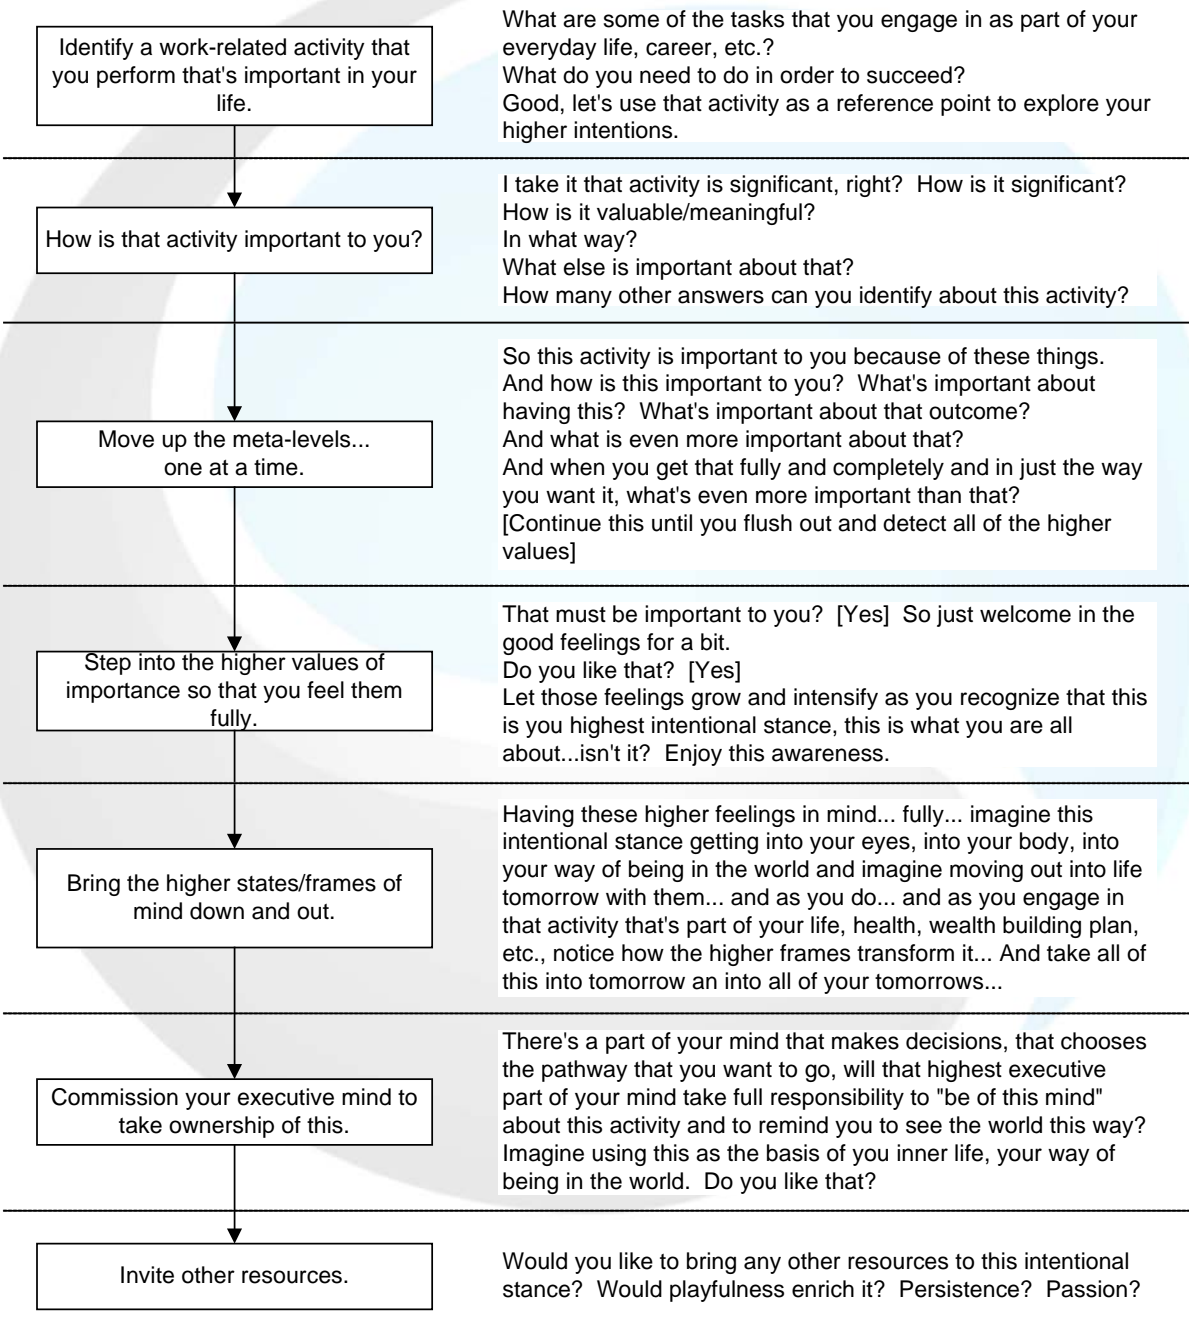 Identify a work-related activity that
you perform that's important in your
life.
What are some of the tasks that you engage in as part of your
everyday life, career, etc.?
What do you need to do in order to succeed?
Good, let's use that activity as a reference point to explore your
higher intentions.
How is that activity important to you?
I take it that activity is significant, right?  How is it significant?
How is it valuable/meaningful?
In what way?
What else is important about that?
How many other answers can you identify about this activity?
Move up the meta-levels...
one at a time.
So this activity is important to you because of these things.
And how is this important to you?  What's important about
having this?  What's important about that outcome?
And what is even more important about that?
And when you get that fully and completely and in just the way
you want it, what's even more important than that?
[Continue this until you flush out and detect all of the higher
values]
Step into the higher values of
importance so that you feel them
fully.
That must be important to you?  [Yes]  So just welcome in the
good feelings for a bit.
Do you like that?  [Yes]
Let those feelings grow and intensify as you recognize that this
is you highest intentional stance, this is what you are all
about...isn't it?  Enjoy this awareness.
Bring the higher states/frames of
mind down and out.
Having these higher feelings in mind... fully... imagine this
intentional stance getting into your eyes, into your body, into
your way of being in the world and imagine moving out into life
tomorrow with them... and as you do... and as you engage in
that activity that's part of your life, health, wealth building plan,
etc., notice how the higher frames transform it... And take all of
this into tomorrow an into all of your tomorrows...
Commission your executive mind to
take ownership of this.
There's a part of your mind that makes decisions, that chooses
the pathway that you want to go, will that highest executive
part of your mind take full responsibility to "be of this mind"
about this activity and to remind you to see the world this way?
Imagine using this as the basis of you inner life, your way of
being in the world.  Do you like that?
Invite other resources.
Would you like to bring any other resources to this intentional
stance?  Would playfulness enrich it?  Persistence?  Passion?